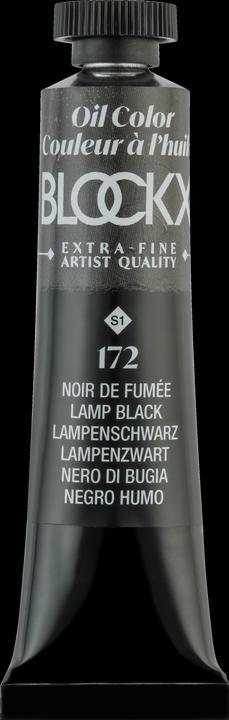 Oil Color
Couleur à l'huil
BLOCKX
EXTRA-FINE
ARTIST QUALITY
S1
172
NOIR DE FUMÉE
LAMP BLACK
LAMPENSCHWARZ
LAMPENZWART
NERO DI BUGIA
NEGRO HUMO